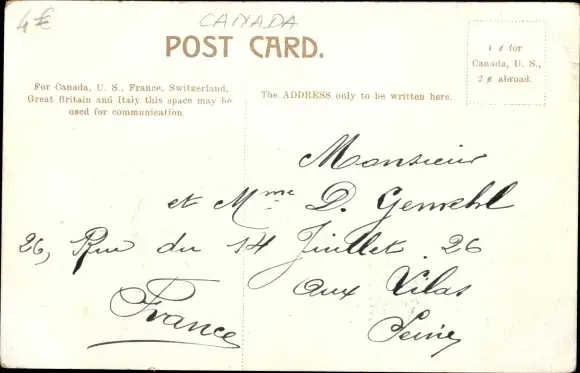 4€
CANADA
POST CARD.
1 ¢ for
Canada, U. S.,
2 ¢ abroad.
For Canada, U. S., France, Switzerland,
Great Britain and Italy this space may be
used for communication.
The ADDRESS only to be written here.
Monsieur
et Mme D.
26, Rue du 14 Juillet. 26
aux Lilas
Seine
France